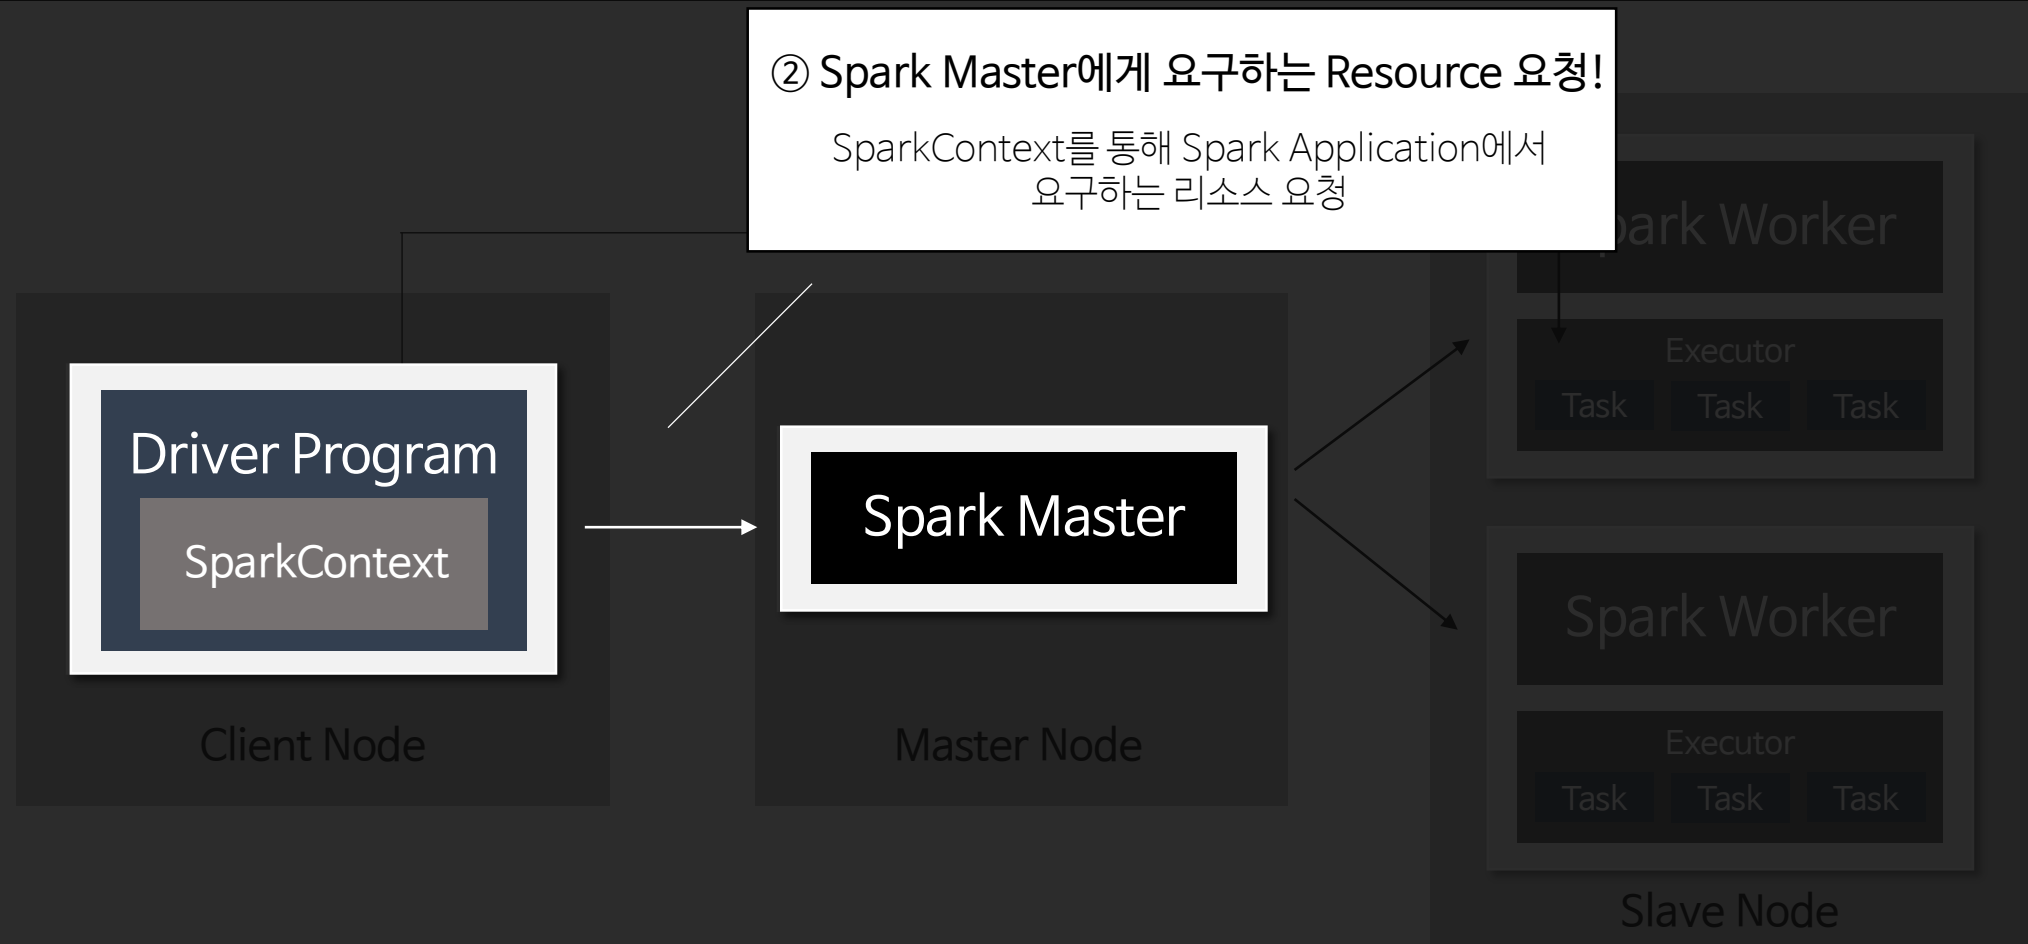 ② Spark Master에게 요구하는 Resource 요청!
SparkContext를 통해 Spark Application에서
요구하는 리소스 요청
Driver Program
SparkContext
Client Node
Spark Master
Master Node
park Worker
Executor
Task Task Task
Spark Worker
Executor
Task Task Task
Slave Node